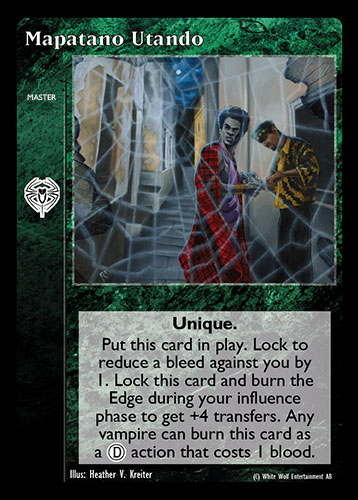 Mapatano Utando
MASTER
Unique.
Put this card in play. Lock to
reduce a bleed against you by
1. Lock this card and burn the
Edge during your influence
phase to get +4 transfers. Any
vampire can burn this card as
a Ⓓ action that costs 1 blood.
Illus: Heather V. Kreiter
(C) White Wolf Entertainment AB